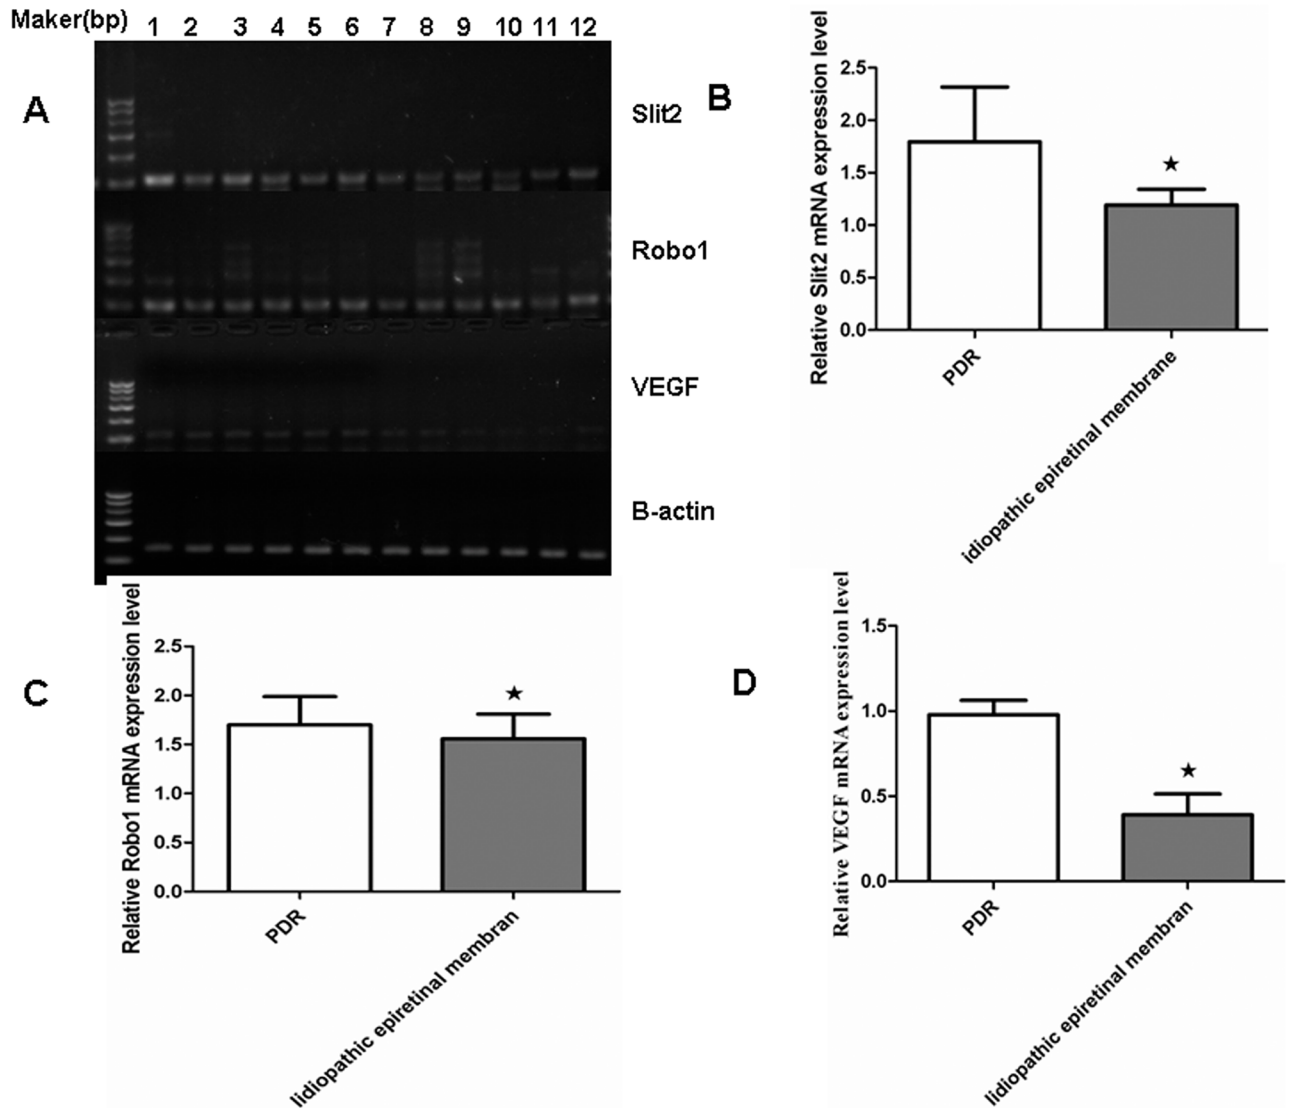 Maker(bp) 1 2 3 4 5 6 7 8 9 10 11 12
A
Slit2
Robo1
VEGF
B-actin
B
Relative Slit2 mRNA expression level
2.5
2.0
1.5
1.0
0.5
0.0
PDR
idiopathic epiretinal membrane
★
C
Relative Robo1 mRNA expression level
2.5
2.0
1.5
1.0
0.5
0.0
PDR
lidiopathic epiretinal membran
★
D
Relative VEGF mRNA expression level
1.5
1.0
0.5
0.0
PDR
lidiopathic epiretinal membran
★